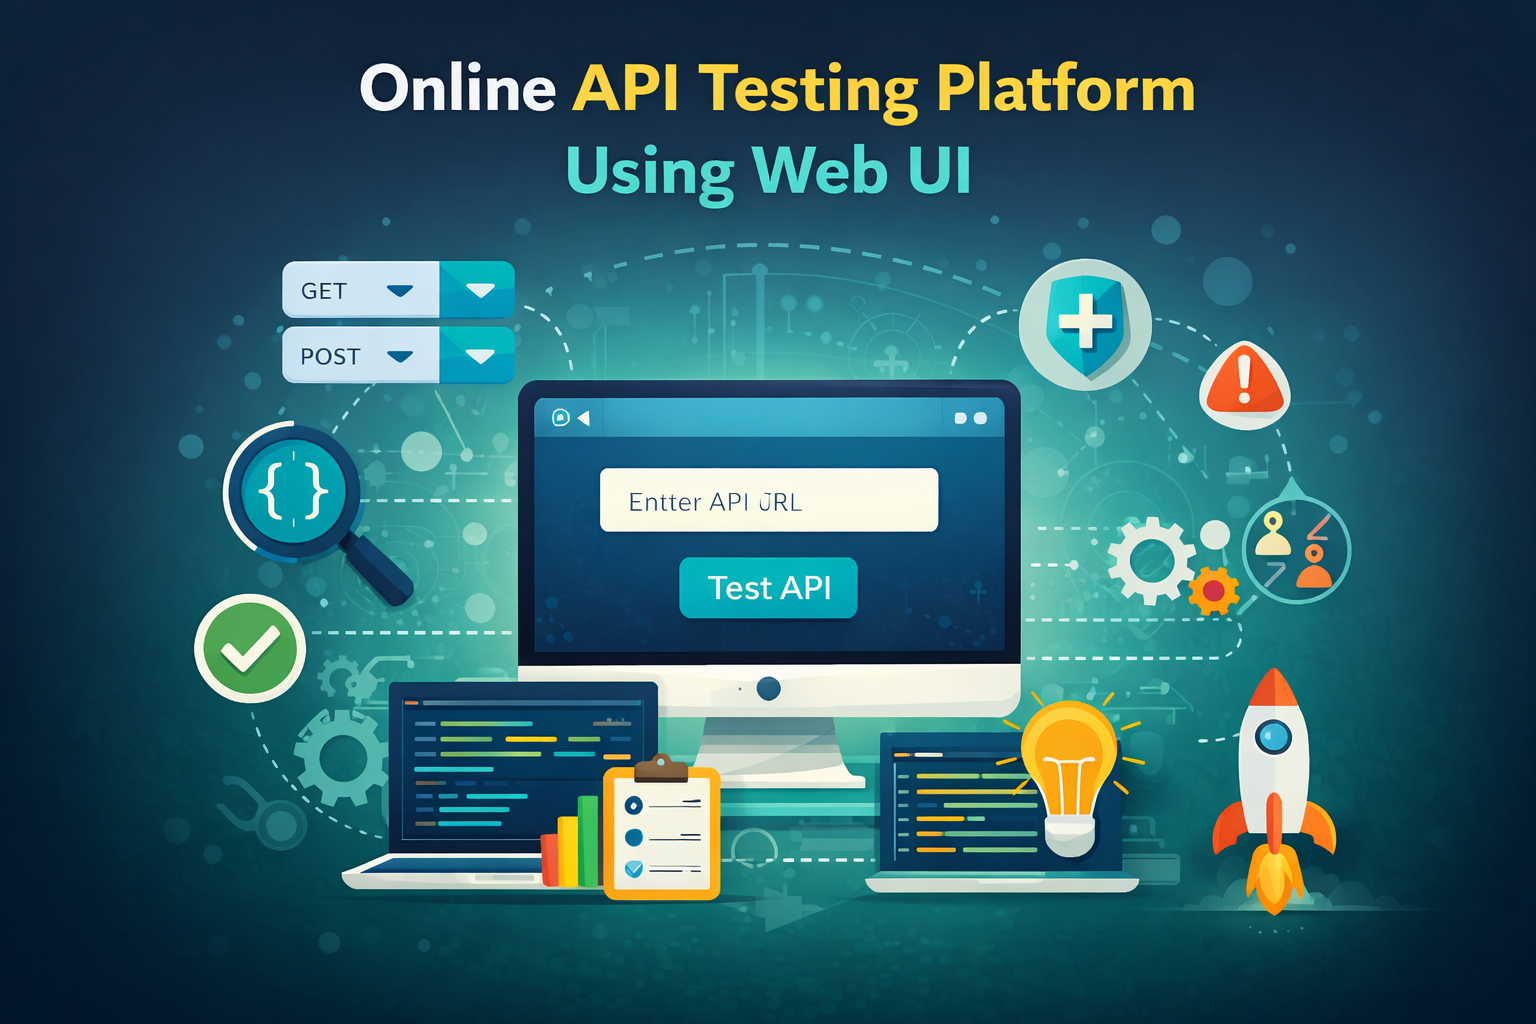 Online API Testing Platform
Using Web UI
GET
POST
Entter API URL
Test API